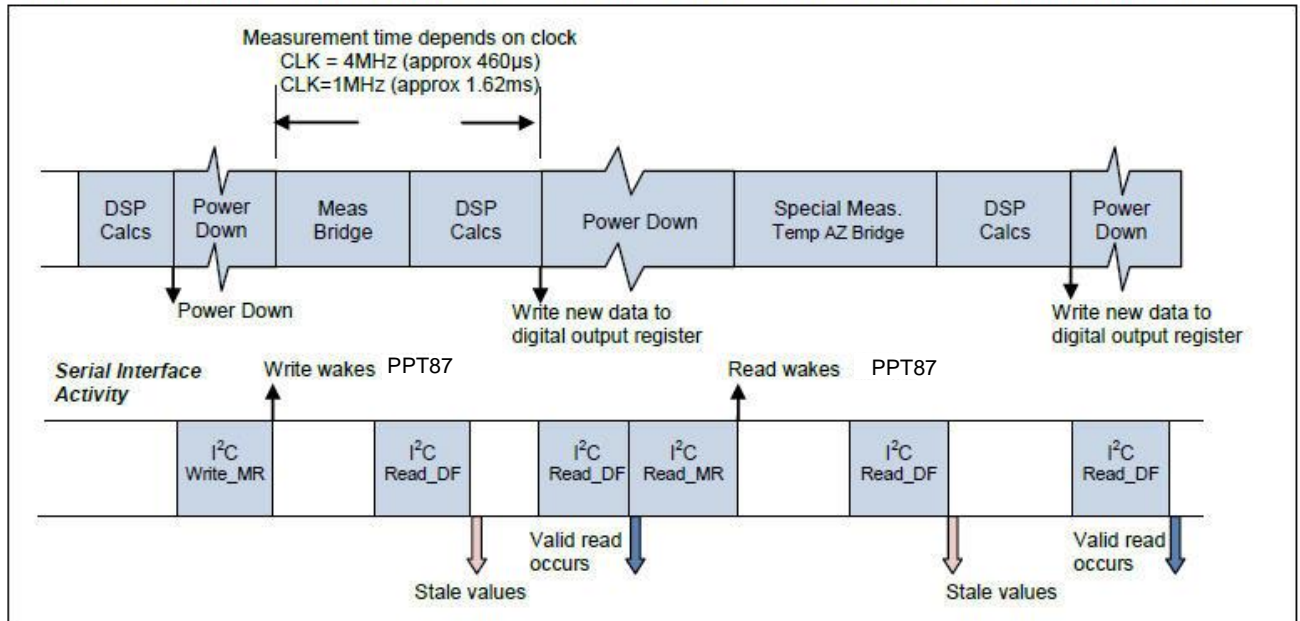 Measurement time depends on clock
CLK = 4MHz (approx 460µs)
CLK=1MHz (approx 1.62ms)
DSP
Calcs
Power
Down
Meas
Bridge
DSP
Calcs
Power Down
Special Meas.
Temp AZ Bridge
DSP
Calcs
Power
Down
Power Down
Write new data to
digital output register
Write new data to
digital output register
Serial Interface
Activity
Write wakes PPT87
Read wakes PPT87
I²C
Write_MR
I²C
Read_DF
I²C
Read_DF
I²C
Read_MR
I²C
Read_DF
I²C
Read_DF
Valid read
occurs
Valid read
occurs
Stale values
Stale values